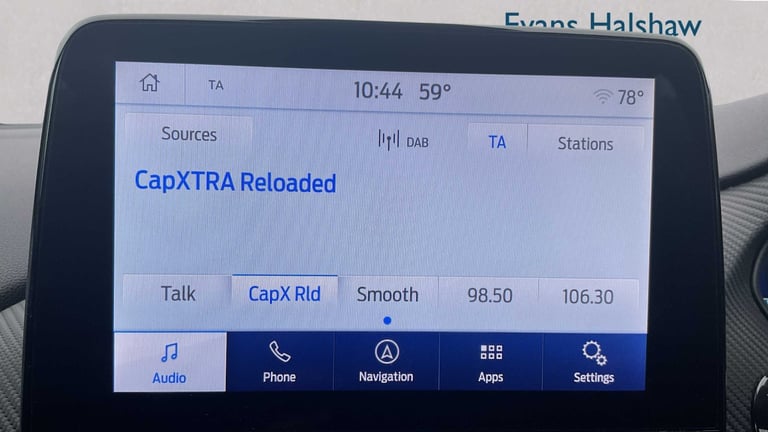 Evans Halshaw
TA 10:44 59° 78°
Sources DAB TA Stations
CapXTRA Reloaded
Talk CapX Rld Smooth 98.50 106.30
Audio Phone Navigation Apps Settings